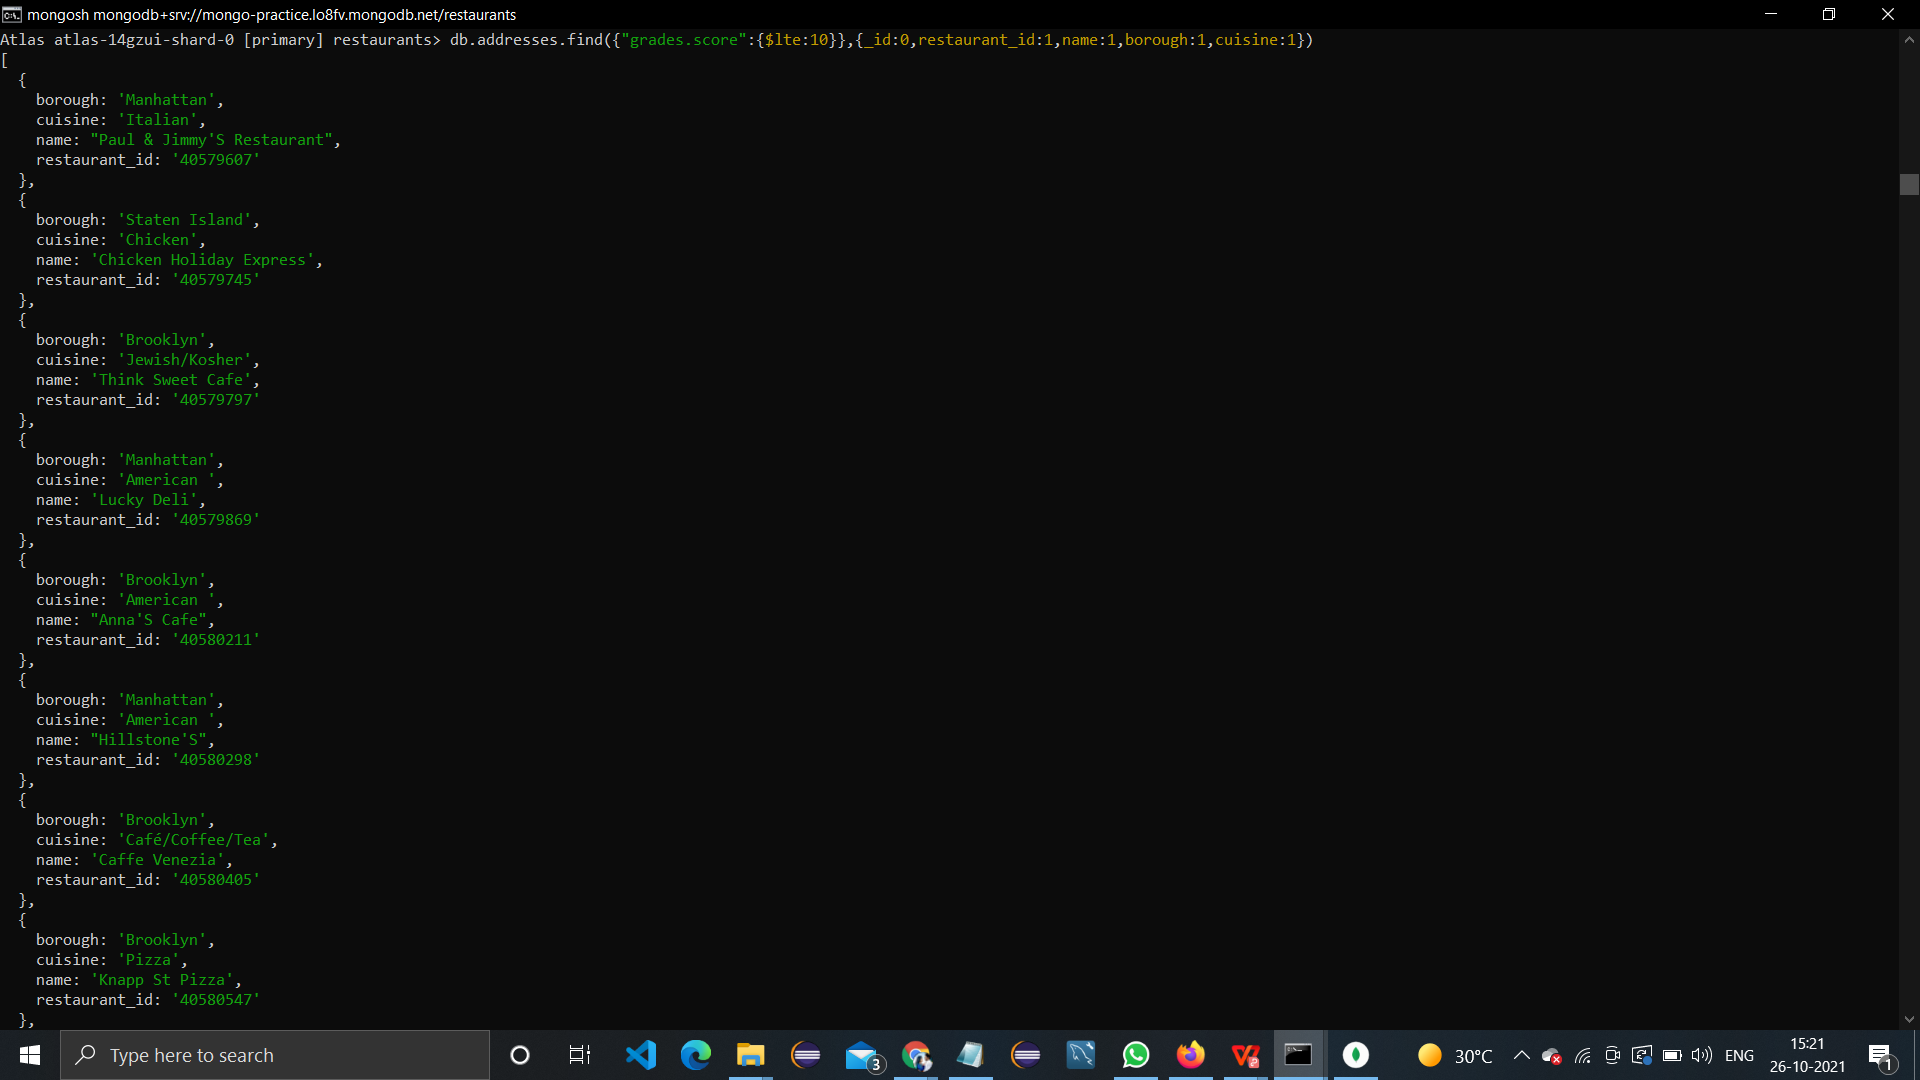 mongosh mongodb+srv://mongo-practice.lo8fv.mongodb.net/restaurants
Atlas atlas-14gzui-shard-0 [primary] restaurants> db.addresses.find({"grades.score":{$lte:10}},{_id:0,restaurant_id:1,name:1,borough:1,cuisine:1})
[
  {
    borough: 'Manhattan',
    cuisine: 'Italian',
    name: "Paul & Jimmy'S Restaurant",
    restaurant_id: '40579607'
  },
  {
    borough: 'Staten Island',
    cuisine: 'Chicken',
    name: 'Chicken Holiday Express',
    restaurant_id: '40579745'
  },
  {
    borough: 'Brooklyn',
    cuisine: 'Jewish/Kosher',
    name: 'Think Sweet Cafe',
    restaurant_id: '40579797'
  },
  {
    borough: 'Manhattan',
    cuisine: 'American ',
    name: 'Lucky Deli',
    restaurant_id: '40579869'
  },
  {
    borough: 'Brooklyn',
    cuisine: 'American ',
    name: "Anna'S Cafe",
    restaurant_id: '40580211'
  },
  {
    borough: 'Manhattan',
    cuisine: 'American ',
    name: "Hillstone'S",
    restaurant_id: '40580298'
  },
  {
    borough: 'Brooklyn',
    cuisine: 'Café/Coffee/Tea',
    name: 'Caffe Venezia',
    restaurant_id: '40580405'
  },
  {
    borough: 'Brooklyn',
    cuisine: 'Pizza',
    name: 'Knapp St Pizza',
    restaurant_id: '40580547'
  },
Type here to search
3
30°C
ENG
15:21
26-10-2021
1